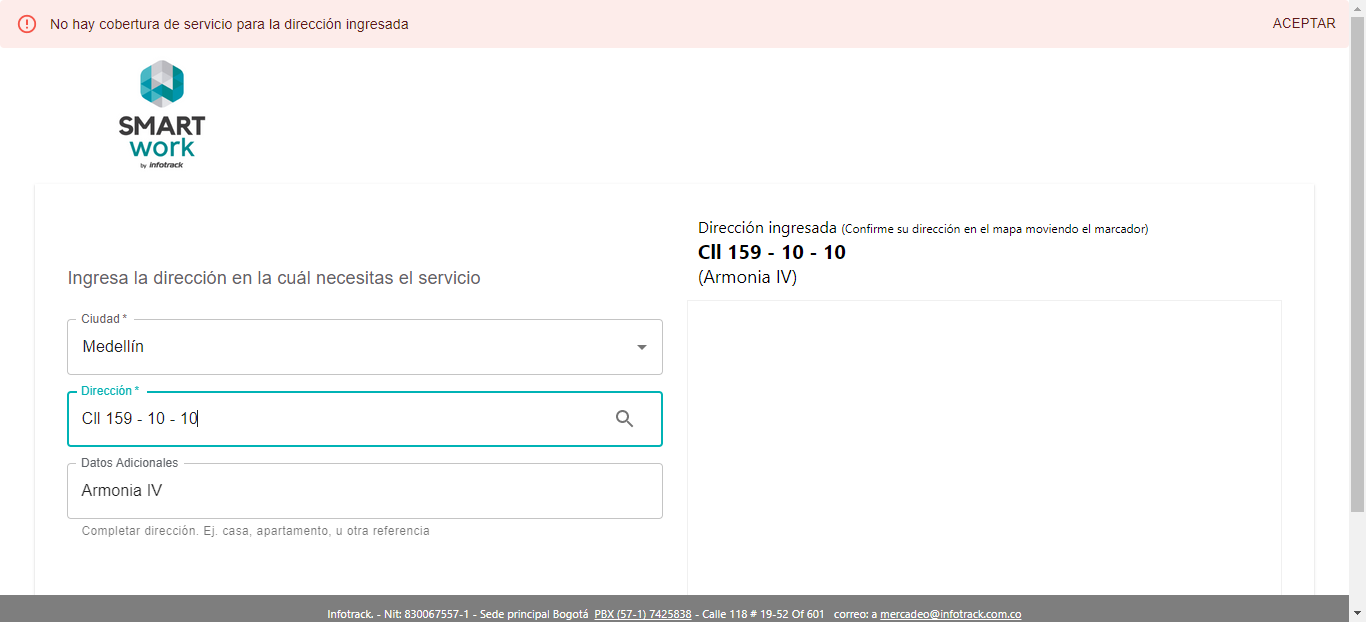 No hay cobertura de servicio para la dirección ingresada
ACEPTAR
SMART
work
by infotrack
Ingresa la dirección en la cuál necesitas el servicio
Ciudad *
Medellín
Dirección *
Cll 159 - 10 - 10
Datos Adicionales
Armonia IV
Completar dirección. Ej. casa, apartamento, u otra referencia
Dirección ingresada (Confirme su dirección en el mapa moviendo el marcador)
Cll 159 - 10 - 10
(Armonia IV)
Infotrack. - Nit: 830067557-1 - Sede principal Bogotá PBX (57-1) 7425838 - Calle 118 # 19-52 Of 601 correo: a mercadeo@infotrack.com.co